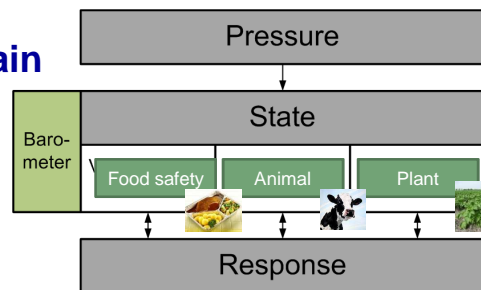 Pressure
ain
State
Baro-
meter
Food safety
Animal
Plant
Response